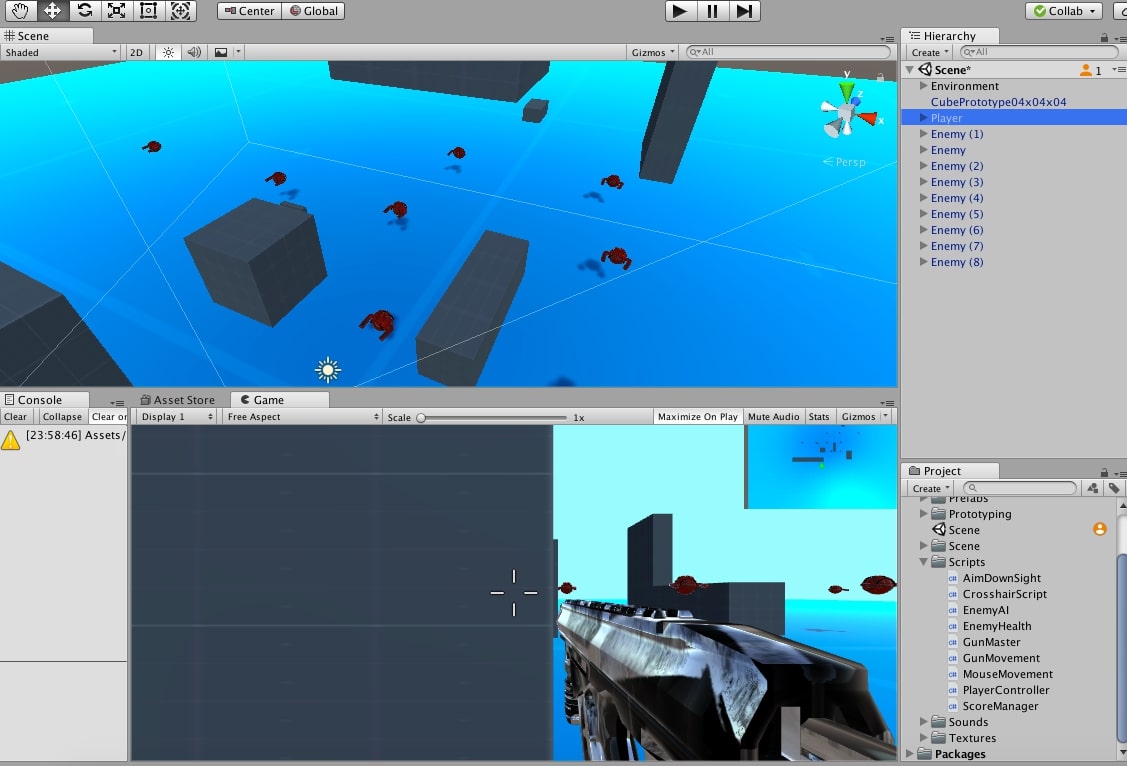 Center Global Collab
Scene
Shaded 2D Gizmos All
y
z
x
Persp
Hierarchy
Create All
Scene* 1
Environment
CubePrototype04x04x04
Player
Enemy (1)
Enemy
Enemy (2)
Enemy (3)
Enemy (4)
Enemy (5)
Enemy (6)
Enemy (7)
Enemy (8)
Console
Clear Collapse Clear on
[23:58:46] Assets/
Asset Store Game
Display 1 Free Aspect Scale 1x Maximize On Play Mute Audio Stats Gizmos
Project
Create
Prefabs
Prototyping
Scene
Scene
Scripts
AimDownSight
CrosshairScript
EnemyAI
EnemyHealth
GunMaster
GunMovement
MouseMovement
PlayerController
ScoreManager
Sounds
Textures
Packages